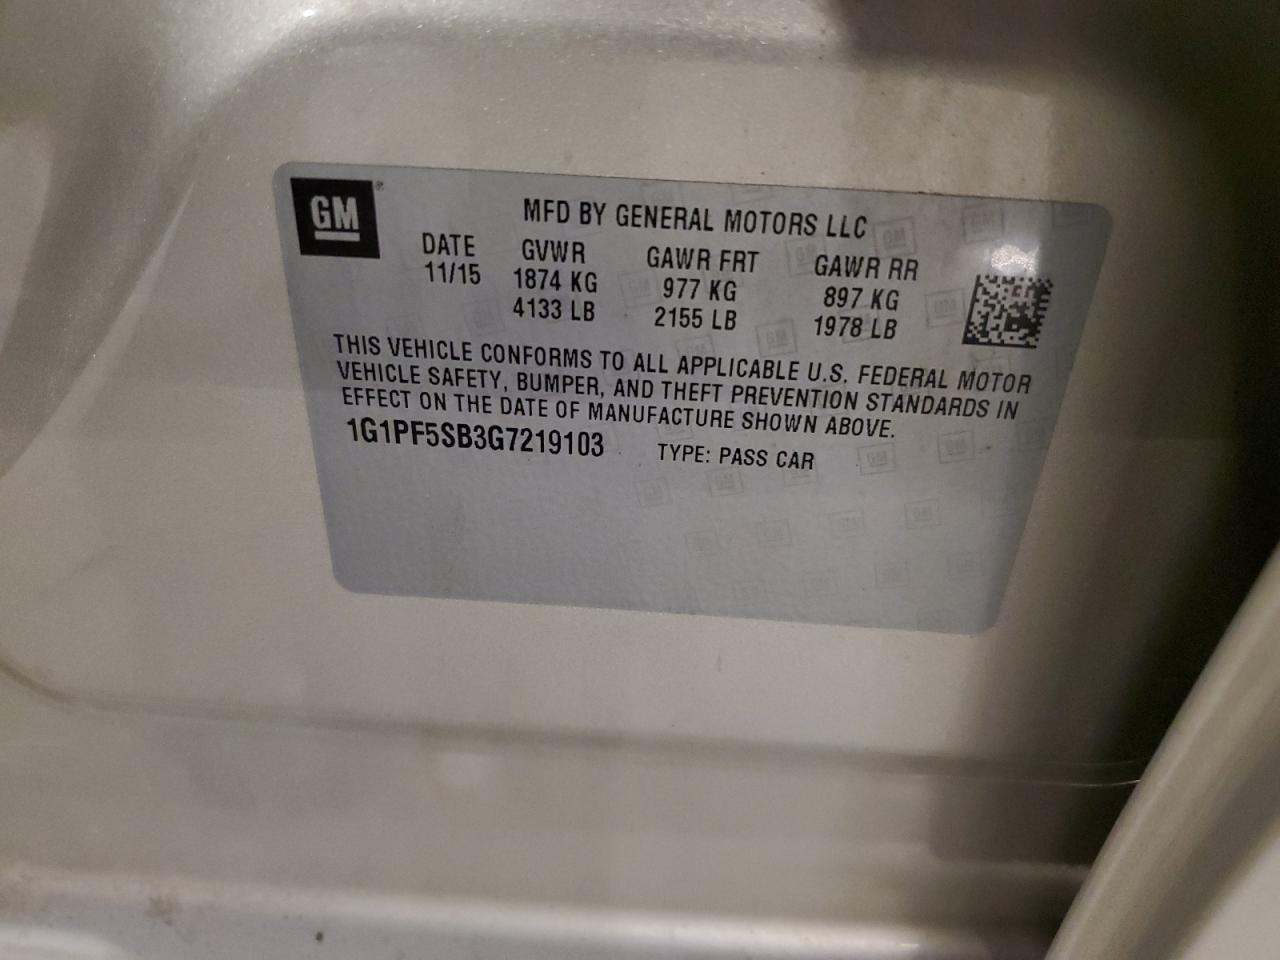 GM
MFD BY GENERAL MOTORS LLC
DATE GVWR GAWR FRT GAWR RR
11/15 1874 KG 977 KG 897 KG
4133 LB 2155 LB 1978 LB
THIS VEHICLE CONFORMS TO ALL APPLICABLE U.S. FEDERAL MOTOR
VEHICLE SAFETY, BUMPER, AND THEFT PREVENTION STANDARDS IN
EFFECT ON THE DATE OF MANUFACTURE SHOWN ABOVE.
1G1PF5SB3G7219103 TYPE: PASS CAR